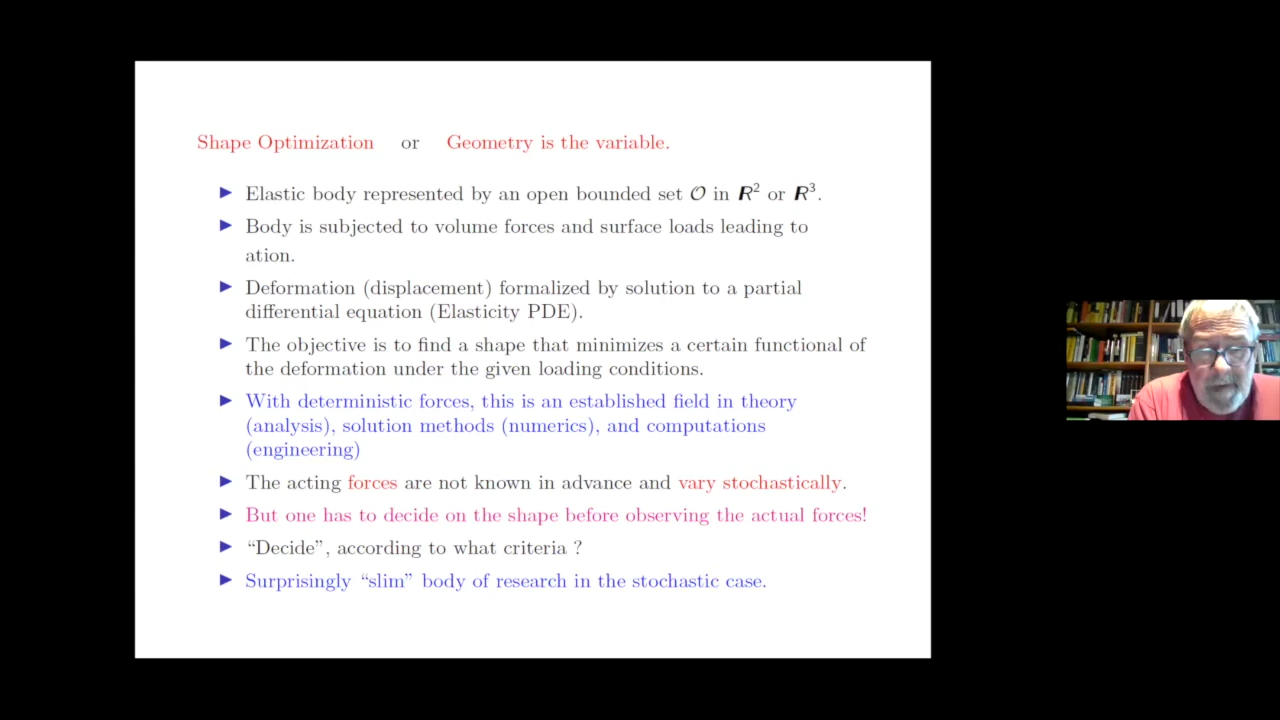 Shape Optimization or Geometry is the variable.
▶ Elastic body represented by an open bounded set 𝒪 in ℝ² or ℝ³.
▶ Body is subjected to volume forces and surface loads leading to
ation.
▶ Deformation (displacement) formalized by solution to a partial
differential equation (Elasticity PDE).
▶ The objective is to find a shape that minimizes a certain functional of
the deformation under the given loading conditions.
▶ With deterministic forces, this is an established field in theory
(analysis), solution methods (numerics), and computations
(engineering)
▶ The acting forces are not known in advance and vary stochastically.
▶ But one has to decide on the shape before observing the actual forces!
▶ “Decide”, according to what criteria ?
▶ Surprisingly “slim” body of research in the stochastic case.